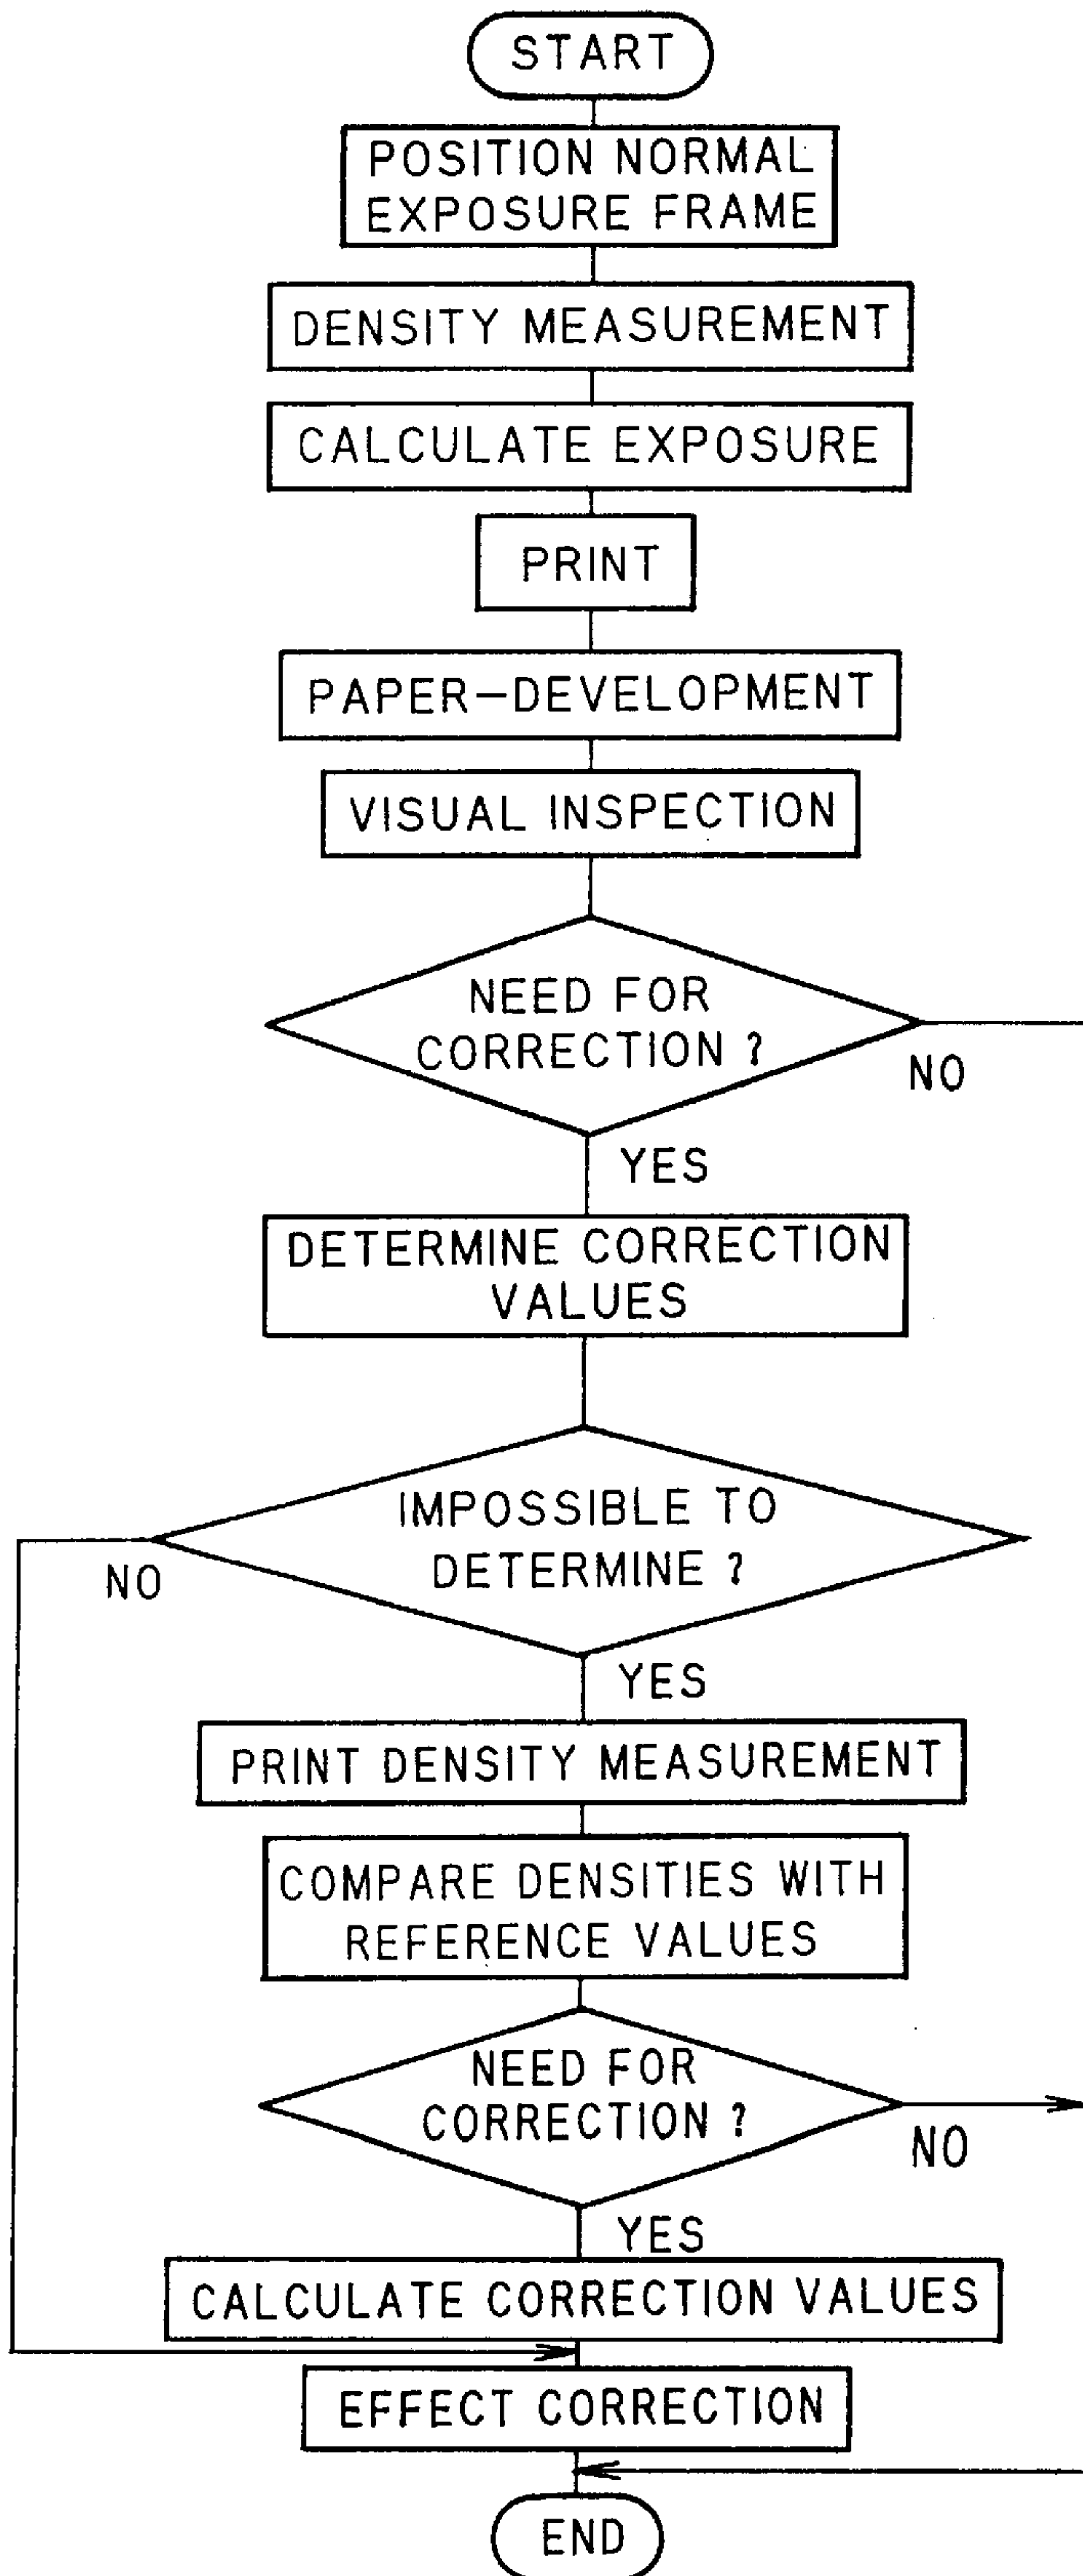 START
POSITION NORMAL
EXPOSURE FRAME
DENSITY MEASUREMENT
CALCULATE EXPOSURE
PRINT
PAPER-DEVELOPMENT
VISUAL INSPECTION
NEED FOR
CORRECTION ?
NO
YES
DETERMINE CORRECTION
VALUES
IMPOSSIBLE TO
DETERMINE ?
NO
YES
PRINT DENSITY MEASUREMENT
COMPARE DENSITIES WITH
REFERENCE VALUES
NEED FOR
CORRECTION ?
NO
YES
CALCULATE CORRECTION VALUES
EFFECT CORRECTION
END